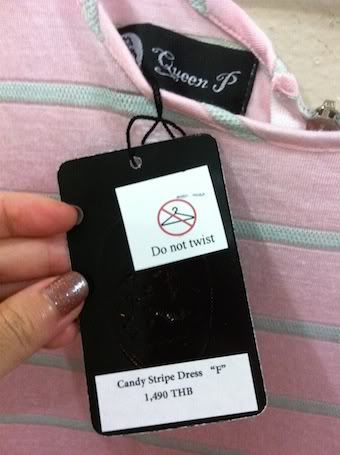 Queen P
Do not twist
Candy Stripe Dress "F"
1,490 THB